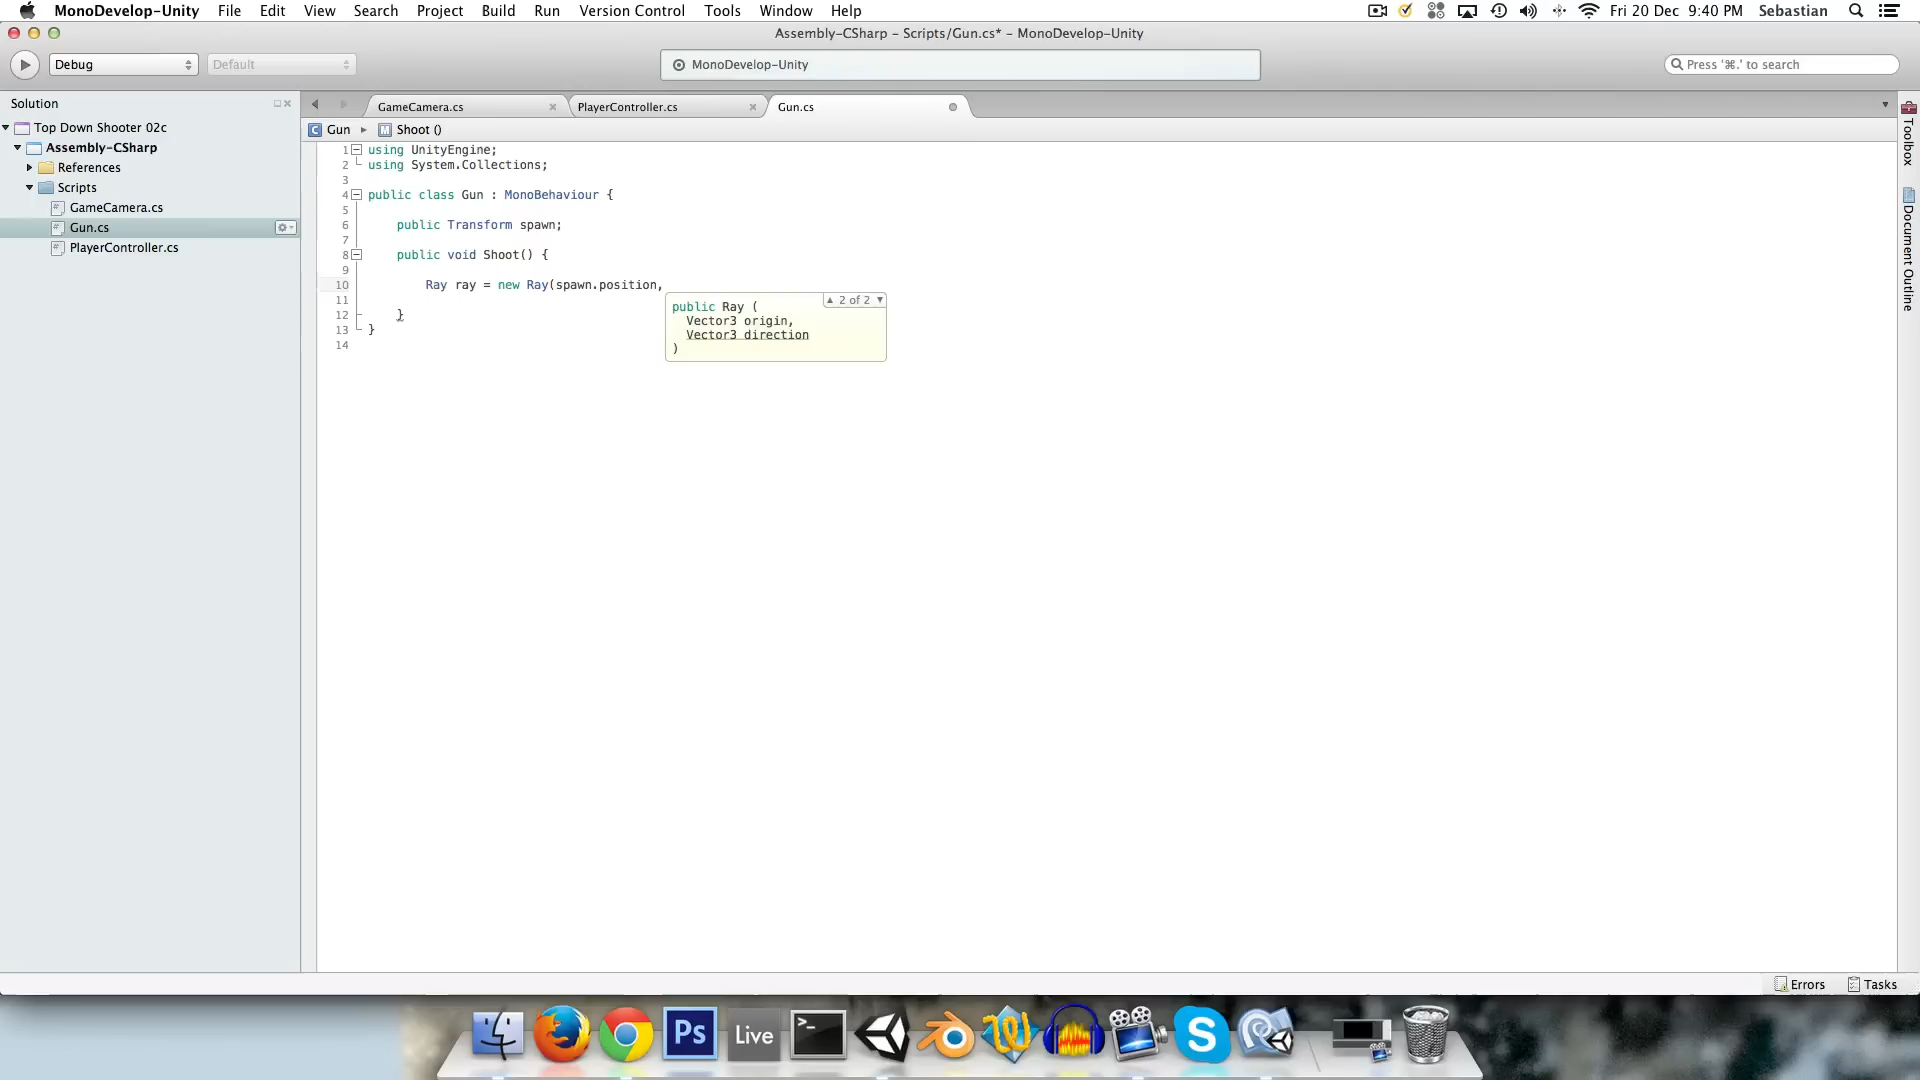 MonoDevelop-Unity File Edit View Search Project Build Run Version Control Tools Window Help Fri 20 Dec 9:40 PM Sebastian
Assembly-CSharp – Scripts/Gun.cs* – MonoDevelop-Unity
Debug Default MonoDevelop-Unity Press '⌘.' to search
Solution
Top Down Shooter 02c
Assembly-CSharp
References
Scripts
GameCamera.cs
Gun.cs
PlayerController.cs
GameCamera.cs PlayerController.cs Gun.cs
C Gun M Shoot ()
1 using UnityEngine;
2 using System.Collections;
3
4 public class Gun : MonoBehaviour {
5
6 public Transform spawn;
7
8 public void Shoot() {
9
10 Ray ray = new Ray(spawn.position,
11
12 }
13 }
14
2 of 2
public Ray (
Vector3 origin,
Vector3 direction
)
Toolbox
Document Outline
Errors Tasks
Ps Live